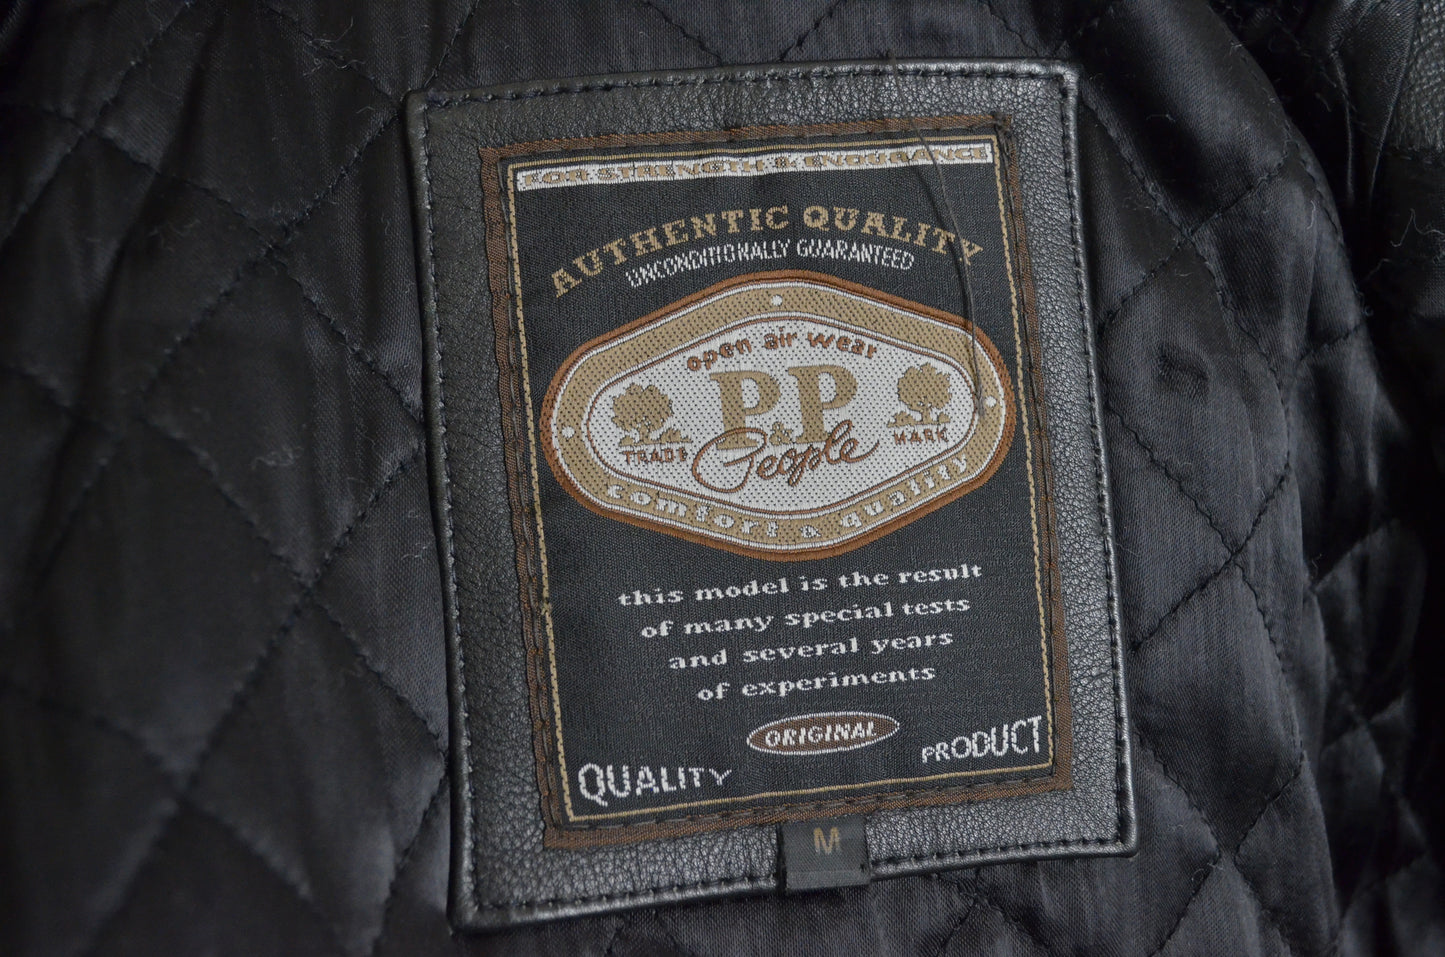 FOR STRENGTH & ENDURANCE
AUTHENTIC QUALITY
UNCONDITIONALLY GUARANTEED
open air wear
P&P
TRADE MARK
People
comfort & quality
this model is the result
of many special tests
and several years
of experiments
ORIGINAL
QUALITY PRODUCT
M